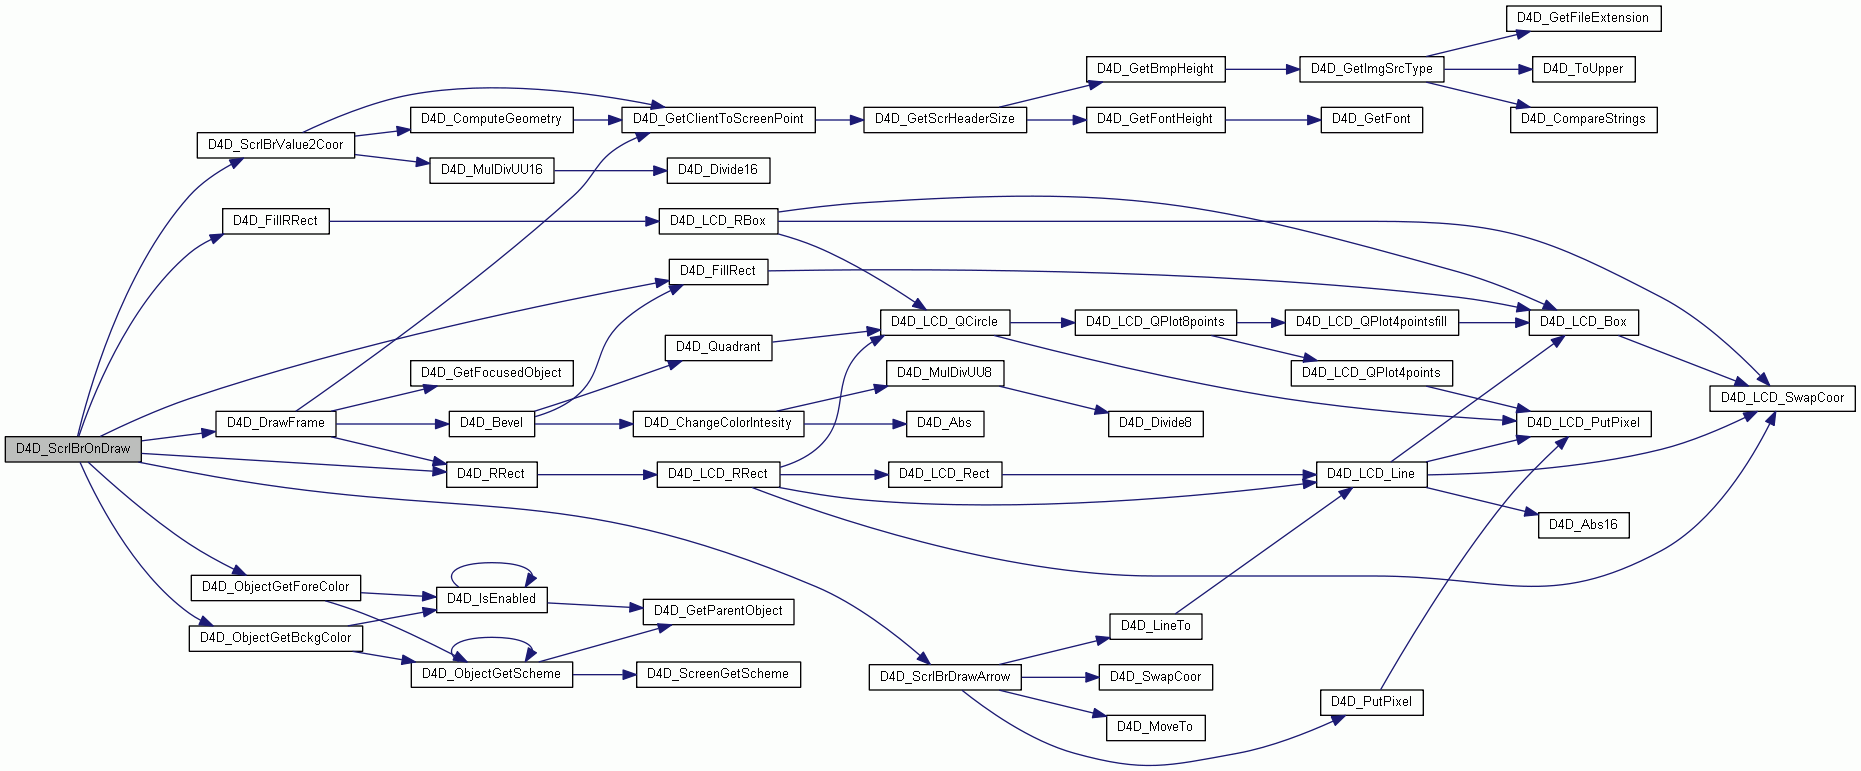 D4D_GetFileExtension
D4D_GetBmpHeight
D4D_GetImgSrcType
D4D_ToUpper
D4D_ComputeGeometry
D4D_GetClientToScreenPoint
D4D_GetScrHeaderSize
D4D_GetFontHeight
D4D_GetFont
D4D_CompareStrings
D4D_ScrlBrValue2Coor
D4D_MulDivUU16
D4D_Divide16
D4D_FillRRect
D4D_LCD_RBox
D4D_FillRect
D4D_LCD_QCircle
D4D_LCD_QPlot8points
D4D_LCD_QPlot4pointsfill
D4D_LCD_Box
D4D_Quadrant
D4D_GetFocusedObject
D4D_MulDivUU8
D4D_LCD_QPlot4points
D4D_LCD_SwapCoor
D4D_DrawFrame
D4D_Bevel
D4D_ChangeColorIntesity
D4D_Abs
D4D_Divide8
D4D_LCD_PutPixel
D4D_ScrlBrOnDraw
D4D_RRect
D4D_LCD_RRect
D4D_LCD_Rect
D4D_LCD_Line
D4D_Abs16
D4D_ObjectGetForeColor
D4D_IsEnabled
D4D_GetParentObject
D4D_LineTo
D4D_ObjectGetBckgColor
D4D_ObjectGetScheme
D4D_ScreenGetScheme
D4D_ScrlBrDrawArrow
D4D_SwapCoor
D4D_PutPixel
D4D_MoveTo